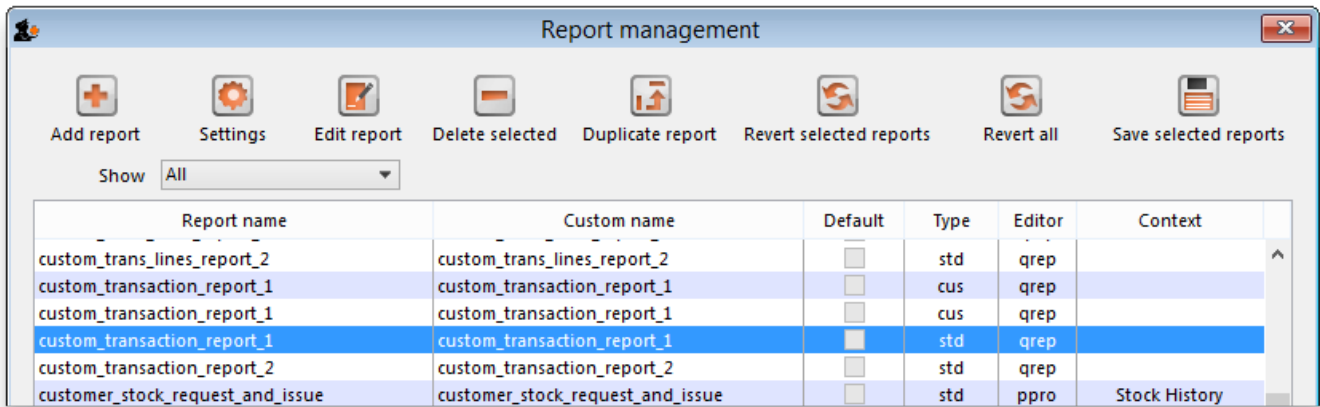 Report management
Add report Settings Edit report Delete selected Duplicate report Revert selected reports Revert all Save selected reports
Show All
Report name Custom name Default Type Editor Context
custom_trans_lines_report_2 custom_trans_lines_report_2 std qrep
custom_transaction_report_1 custom_transaction_report_1 cus qrep
custom_transaction_report_1 custom_transaction_report_1 cus qrep
custom_transaction_report_1 custom_transaction_report_1 std qrep
custom_transaction_report_2 custom_transaction_report_2 std qrep
customer_stock_request_and_issue customer_stock_request_and_issue std ppro Stock History